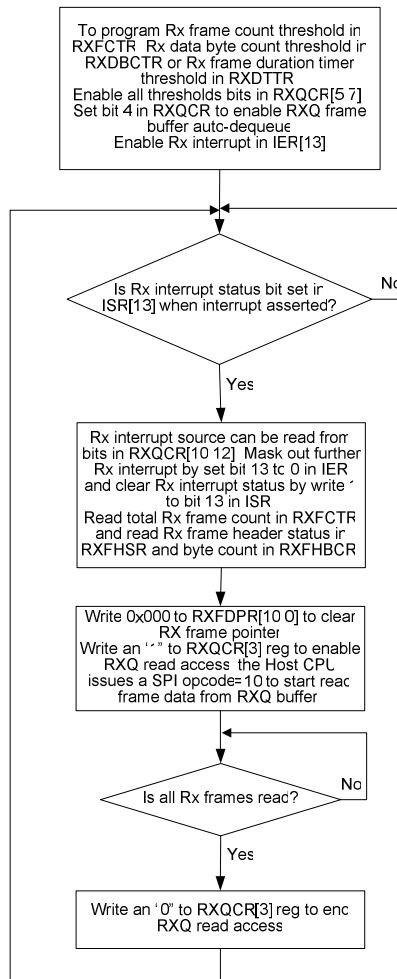 To program Rx frame count threshold in
RXFCTR Rx data byte count threshold in
RXDBCTR or Rx frame duration timer
threshold in RXDTTR
Enable all thresholds bits in RXQCR[5 7]
Set bit 4 in RXQCR to enable RXQ frame
buffer auto-dequeue
Enable Rx interrupt in IER[13]
Is Rx interrupt status bit set in
ISR[13] when interrupt asserted?
No
Yes
Rx interrupt source can be read from
bits in RXQCR[10 12] Mask out further
Rx interrupt by set bit 13 to 0 in IER
and clear Rx interrupt status by write 1
to bit 13 in ISR
Read total Rx frame count in RXFCTR
and read Rx frame header status in
RXFHSR and byte count in RXFHBCR
Write 0x000 to RXFDPR[10 0] to clear
RX frame pointer
Write an “1” to RXQCR[3] reg to enable
RXQ read access the Host CPU
issues a SPI opcode=10 to start read
frame data from RXQ buffer
Is all Rx frames read?
No
Yes
Write an “0” to RXQCR[3] reg to end
RXQ read access